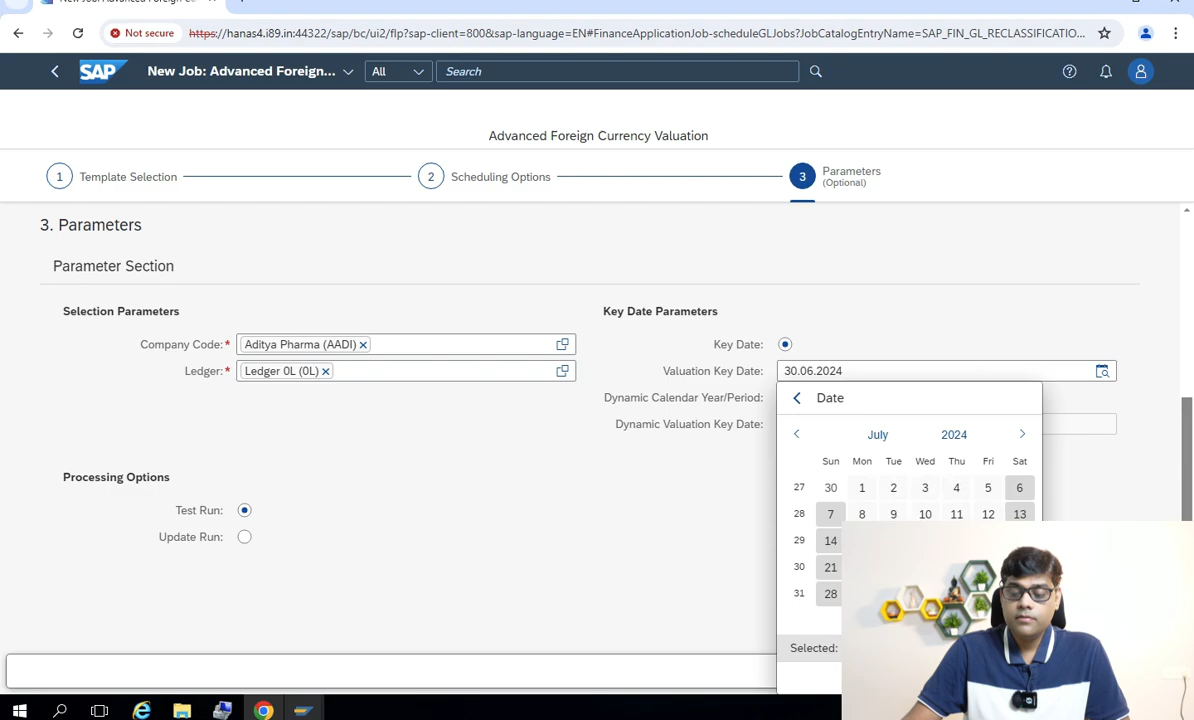 New Job: Advanced Foreign Cu
Not secure
https://hanas4.i89.in:44322/sap/bc/ui2/flp?sap-client=800&sap-language=EN#FinanceApplicationJob-scheduleGLJobs?JobCatalogEntryName=SAP_FIN_GL_RECLASSIFICATIO...
SAP
New Job: Advanced Foreign...
All
Search
Advanced Foreign Currency Valuation
1 Template Selection
2 Scheduling Options
3 Parameters
(Optional)
3. Parameters
Parameter Section
Selection Parameters
Key Date Parameters
Company Code:* Aditya Pharma (AADI)
Key Date:
Ledger:* Ledger 0L (0L)
Valuation Key Date: 30.06.2024
Dynamic Calendar Year/Period:
Dynamic Valuation Key Date:
Date
July 2024
Sun Mon Tue Wed Thu Fri Sat
27 30 1 2 3 4 5 6
28 7 8 9 10 11 12 13
29 14
30 21
31 28
Selected:
Processing Options
Test Run:
Update Run: